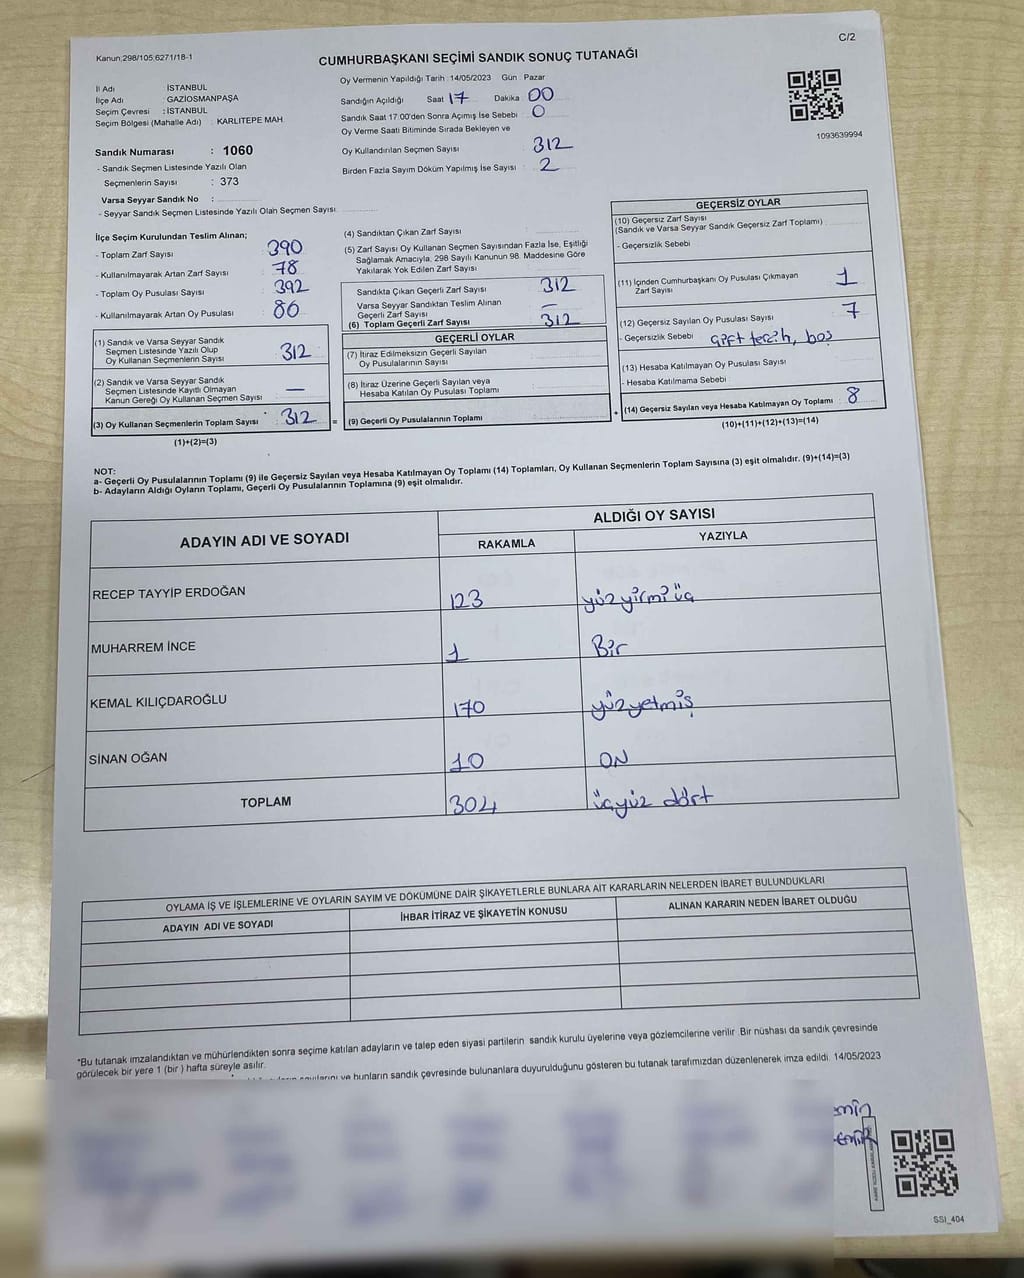 Kanun:298/105;6271/18-1
C/2
CUMHURBAŞKANI SEÇİMİ SANDIK SONUÇ TUTANAĞI
Oy Vermenin Yapıldığı Tarih : 14/05/2023 Gün : Pazar
İl Adı : İSTANBUL
İlçe Adı : GAZİOSMANPAŞA
Seçim Çevresi : İSTANBUL
Seçim Bölgesi (Mahalle Adı) : KARLITEPE MAH.
Sandığın Açıldığı Saat 17 Dakika 00
Sandık Saat 17:00'den Sonra Açılmış İse Sebebi : 0
Oy Verme Saati Bitiminde Sırada Bekleyen ve
Oy Kullandırılan Seçmen Sayısı : 312
Birden Fazla Sayım Döküm Yapılmış İse Sayısı : 2
1093639994
Sandık Numarası : 1060
- Sandık Seçmen Listesinde Yazılı Olan
Seçmenlerin Sayısı : 373
Varsa Seyyar Sandık No :
- Seyyar Sandık Seçmen Listesinde Yazılı Olan Seçmen Sayısı
İlçe Seçim Kurulundan Teslim Alınan;
- Toplam Zarf Sayısı : 390
- Kullanılmayarak Artan Zarf Sayısı : 78
- Toplam Oy Pusulası Sayısı : 392
- Kullanılmayarak Artan Oy Pusulası : 80
(1) Sandık ve Varsa Seyyar Sandık
Seçmen Listesinde Yazılı Olup
Oy Kullanan Seçmenlerin Sayısı : 312
(2) Sandık ve Varsa Seyyar Sandık
Seçmen Listesinde Kayıtlı Olmayan
Kanun Gereği Oy Kullanan Seçmen Sayısı : —
(3) Oy Kullanan Seçmenlerin Toplam Sayısı : 312
(1)+(2)=(3)
(4) Sandıktan Çıkan Zarf Sayısı :
(5) Zarf Sayısı Oy Kullanan Seçmen Sayısından Fazla İse, Eşitliği
Sağlamak Amacıyla, 298 Sayılı Kanunun 98. Maddesine Göre
Yakılarak Yok Edilen Zarf Sayısı :
Sandıkta Çıkan Geçerli Zarf Sayısı : 312
Varsa Seyyar Sandıktan Teslim Alınan
Geçerli Zarf Sayısı : —
(6) Toplam Geçerli Zarf Sayısı : 312
GEÇERLİ OYLAR
(7) İtiraz Edilmeksizin Geçerli Sayılan
Oy Pusulalarının Sayısı :
(8) İtiraz Üzerine Geçerli Sayılan veya
Hesaba Katılan Oy Pusulası Toplamı :
= (9) Geçerli Oy Pusulalarının Toplamı :
GEÇERSİZ OYLAR
(10) Geçersiz Zarf Sayısı
(Sandık ve Varsa Seyyar Sandık Geçersiz Zarf Toplamı) :
- Geçersizlik Sebebi :
(11) İçinden Cumhurbaşkanı Oy Pusulası Çıkmayan
Zarf Sayısı : 1
(12) Geçersiz Sayılan Oy Pusulası Sayısı : 7
- Geçersizlik Sebebi : çift tercih, boş
(13) Hesaba Katılmayan Oy Pusulası Sayısı :
- Hesaba Katılmama Sebebi :
+ (14) Geçersiz Sayılan veya Hesaba Katılmayan Oy Toplamı : 8
(10)+(11)+(12)+(13)=(14)
NOT:
a- Geçerli Oy Pusulalarının Toplamı (9) ile Geçersiz Sayılan veya Hesaba Katılmayan Oy Toplamı (14) Toplamları, Oy Kullanan Seçmenlerin Toplam Sayısına (3) eşit olmalıdır. (9)+(14)=(3)
b- Adayların Aldığı Oyların Toplamı, Geçerli Oy Pusulalarının Toplamına (9) eşit olmalıdır.
ADAYIN ADI VE SOYADI ALDIĞI OY SAYISI
RAKAMLA YAZIYLA
RECEP TAYYİP ERDOĞAN 123 yüz yirmi üç
MUHARREM İNCE 1 Bir
KEMAL KILIÇDAROĞLU 170 yüzyetmiş
SİNAN OĞAN 10 ON
TOPLAM 304 üçyüz dört
OYLAMA İŞ VE İŞLEMLERİNE VE OYLARIN SAYIM VE DÖKÜMÜNE DAİR ŞİKAYETLERLE BUNLARA AİT KARARLARIN NELERDEN İBARET BULUNDUKLARI
ADAYIN ADI VE SOYADI İHBAR İTİRAZ VE ŞİKAYETİN KONUSU ALINAN KARARIN NEDEN İBARET OLDUĞU
*Bu tutanak imzalandıktan ve mühürlendikten sonra seçime katılan adayların ve talep eden siyasi partilerin sandık kurulu üyelerine veya gözlemcilerine verilir. Bir nüshası da sandık çevresinde
görülecek bir yere 1 (bir) hafta süreyle asılır.
ve bunların sandık çevresinde bulunanlara duyurulduğunu gösteren bu tutanak tarafımızdan düzenlenerek imza edildi. 14/05/2023
SSI_404